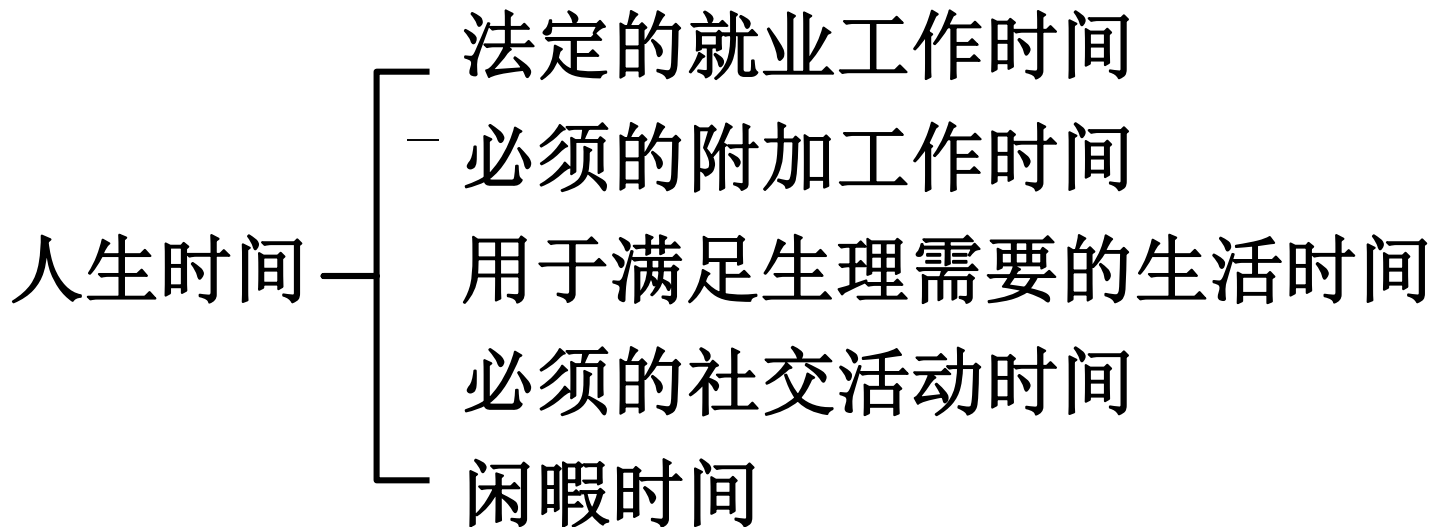 法定的就业工作时间
必须的附加工作时间
人生时间
用于满足生理需要的生活时间
必须的社交活动时间
闲暇时间